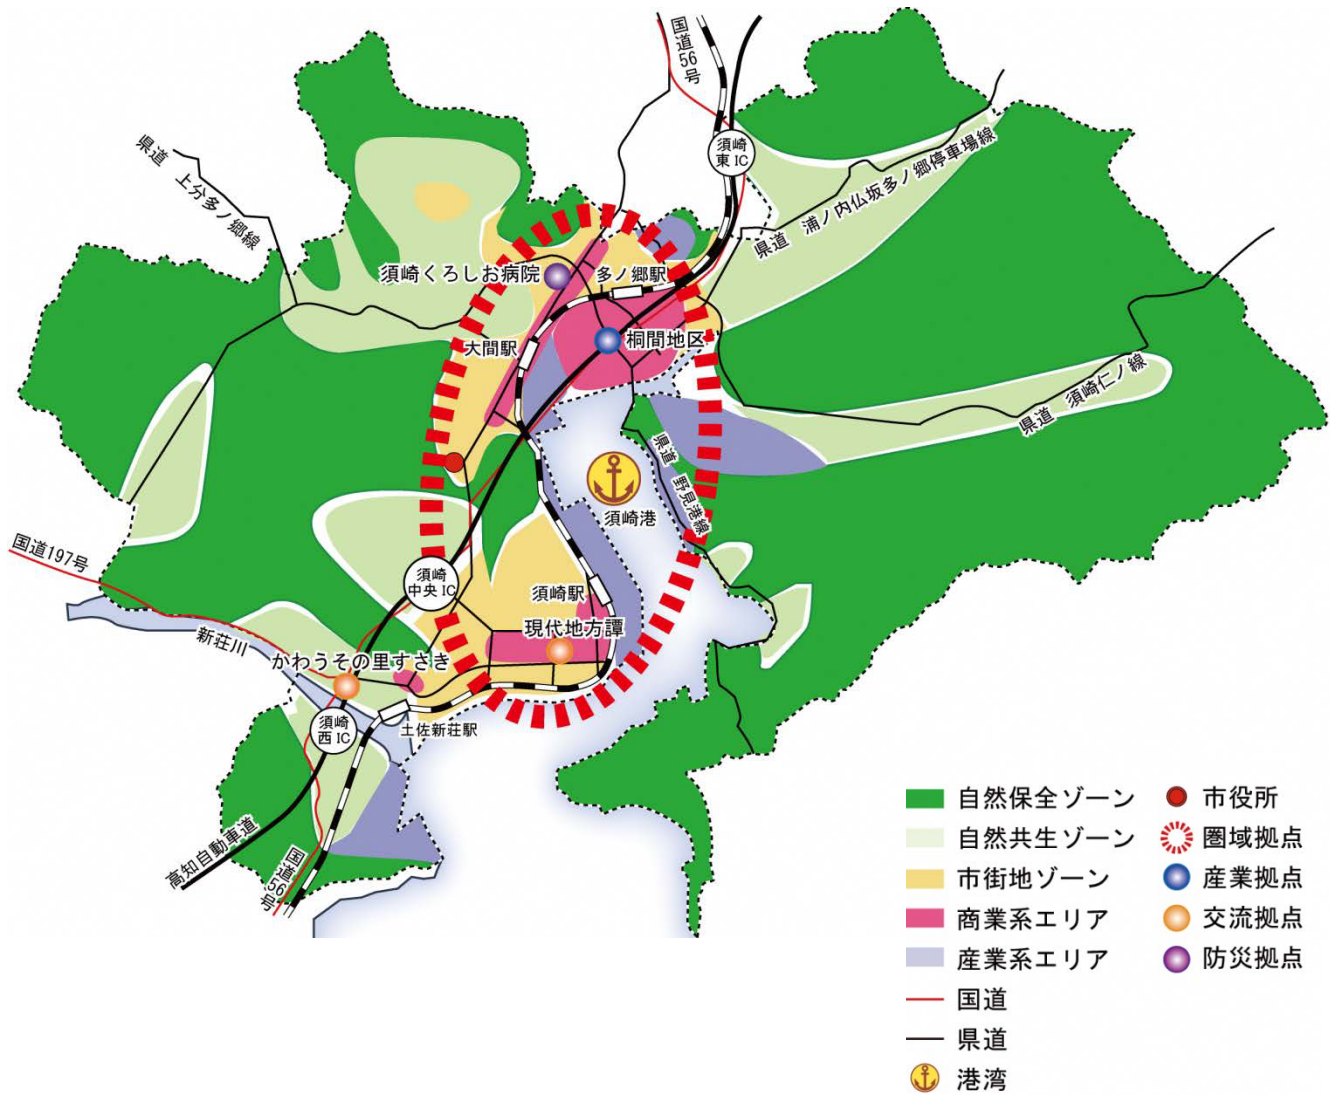 国道56号
県道 上分多ノ郷線
須崎
東IC
県道 浦ノ内仏坂多ノ郷停車場線
須崎くろしお病院
多ノ郷駅
大間駅
桐間地区
県道 須崎仁ノ線
県道 野見港線
須崎港
国道197号
須崎
中央IC
須崎駅
現代地方譚
新荘川
かわうその里すさき
須崎
西IC
土佐新荘駅
高知自動車道
国道56号
自然保全ゾーン
自然共生ゾーン
市街地ゾーン
商業系エリア
産業系エリア
国道
県道
港湾
市役所
圏域拠点
産業拠点
交流拠点
防災拠点